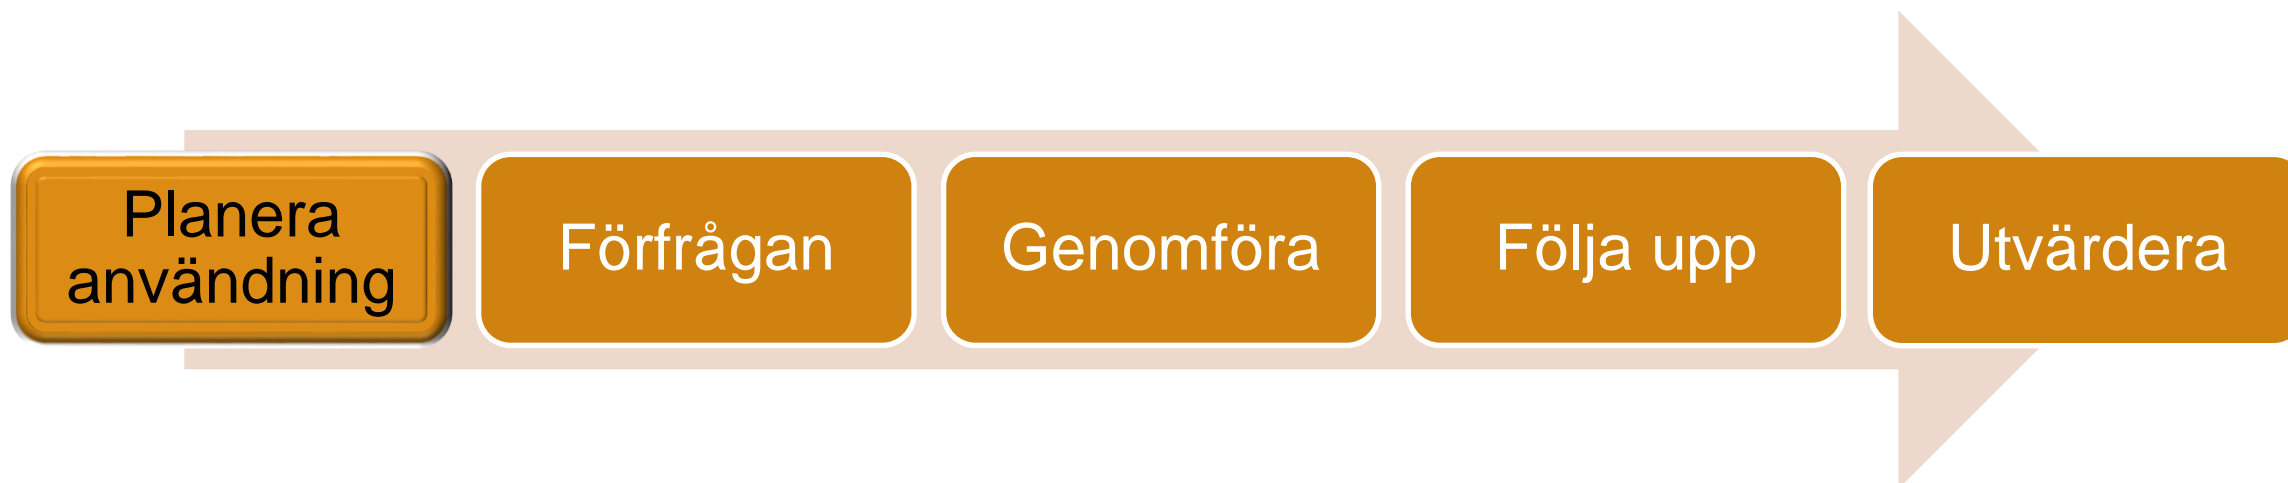 Planera
användning
Förfrågan
Genomföra
Följa upp
Utvärdera